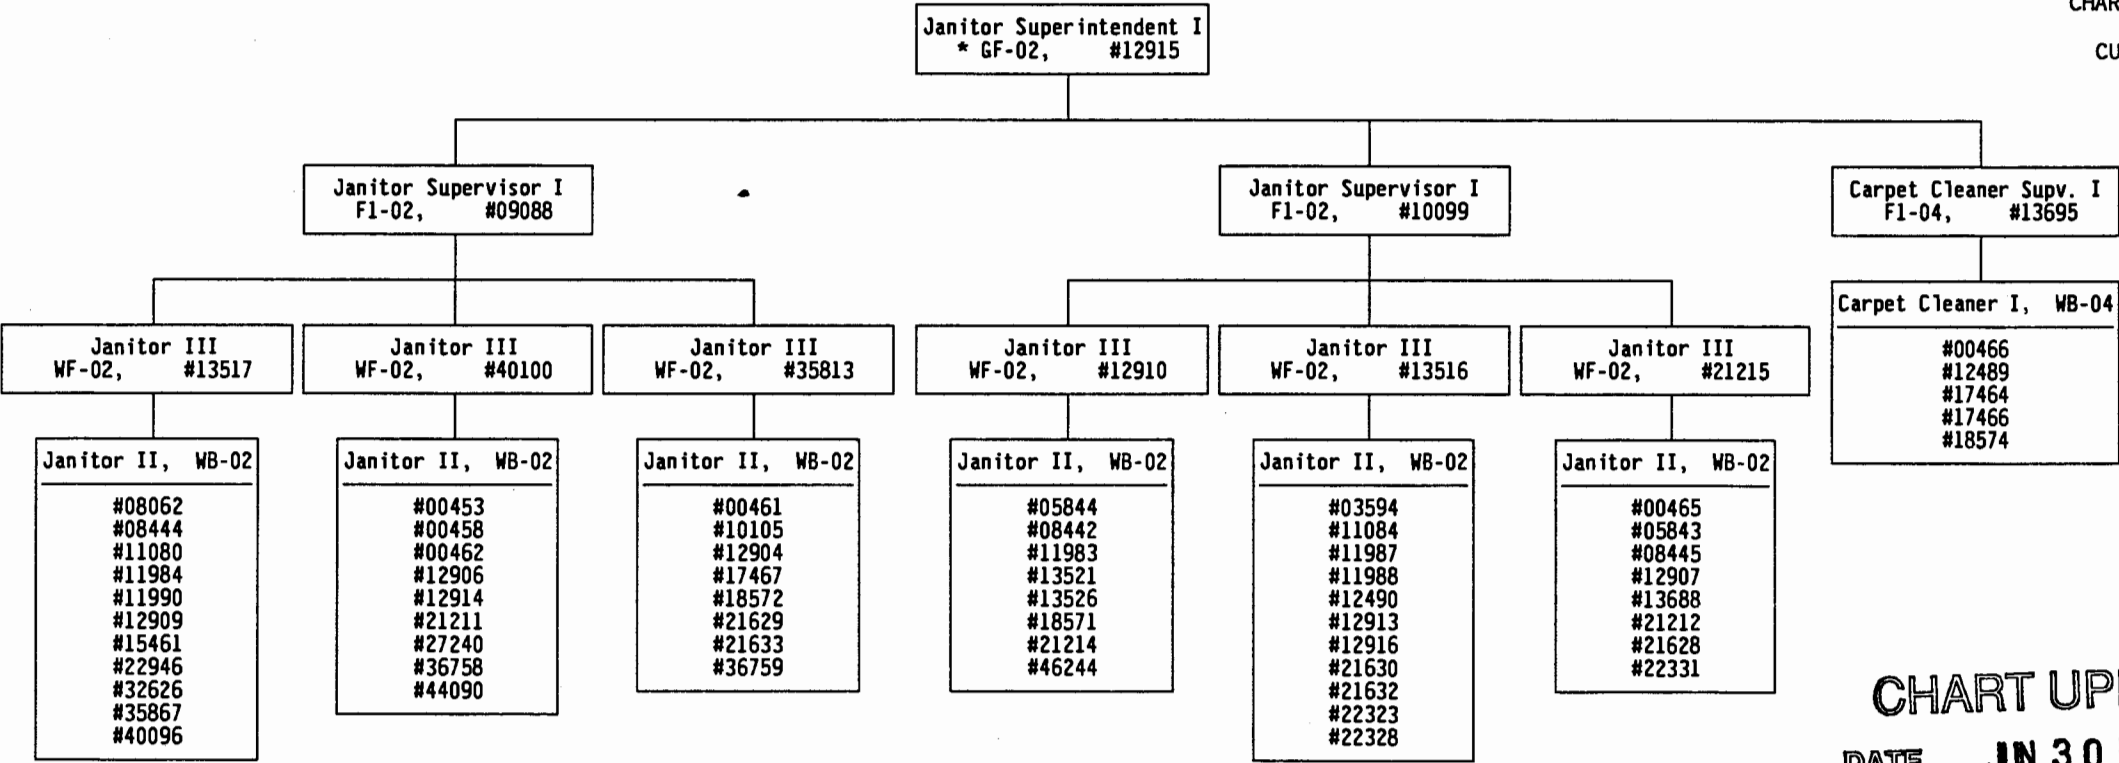 CHAR
CU
Janitor Superintendent I
* GF-02, #12915
Janitor Supervisor I
F1-02, #09088
Janitor Supervisor I
F1-02, #10099
Carpet Cleaner Supv. I
F1-04, #13695
Janitor III
WF-02, #13517
Janitor III
WF-02, #40100
Janitor III
WF-02, #35813
Janitor III
WF-02, #12910
Janitor III
WF-02, #13516
Janitor III
WF-02, #21215
Carpet Cleaner I, WB-04
#00466
#12489
#17464
#17466
#18574
Janitor II, WB-02
#08062
#08444
#11080
#11984
#11990
#12909
#15461
#22946
#32626
#35867
#40096
Janitor II, WB-02
#00453
#00458
#00462
#12906
#12914
#21211
#27240
#36758
#44090
Janitor II, WB-02
#00461
#10105
#12904
#17467
#18572
#21629
#21633
#36759
Janitor II, WB-02
#05844
#08442
#11983
#13521
#13526
#18571
#21214
#46244
Janitor II, WB-02
#03594
#11084
#11987
#11988
#12490
#12913
#12916
#21630
#21632
#22323
#22328
Janitor II, WB-02
#00465
#05843
#08445
#12907
#13688
#21212
#21628
#22331
CHART UP
DATE 30